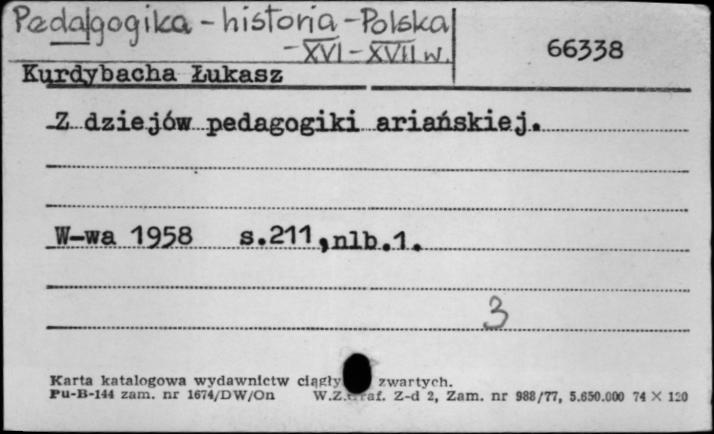 Pedagogika - historia - Polska
- XVI - XVII w.
66338
Kurdybacha Łukasz
Z dziejów pedagogiki ariańskiej.
W-wa 1958 s.211,nlb.1.
3
Karta katalogowa wydawnictw zwartych.
Pu-B-144 zam. nr 1674/DW/On W.Z. Z-d 2, Zam. nr 988/77, 5.650.000 74 X 120